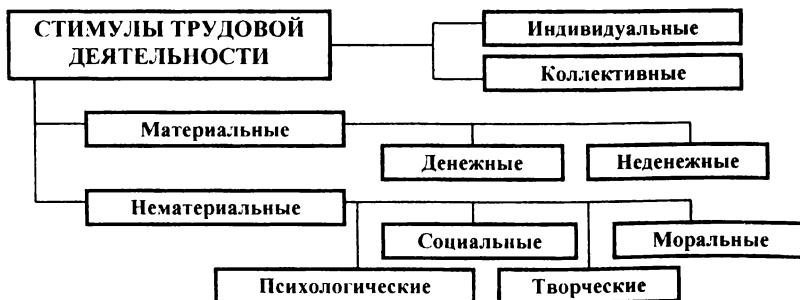 СТИМУЛЫ ТРУДОВОЙ
ДЕЯТЕЛЬНОСТИ
Индивидуальные
Коллективные
Материальные
Денежные
Неденежные
Нематериальные
Социальные
Моральные
Психологические
Творческие